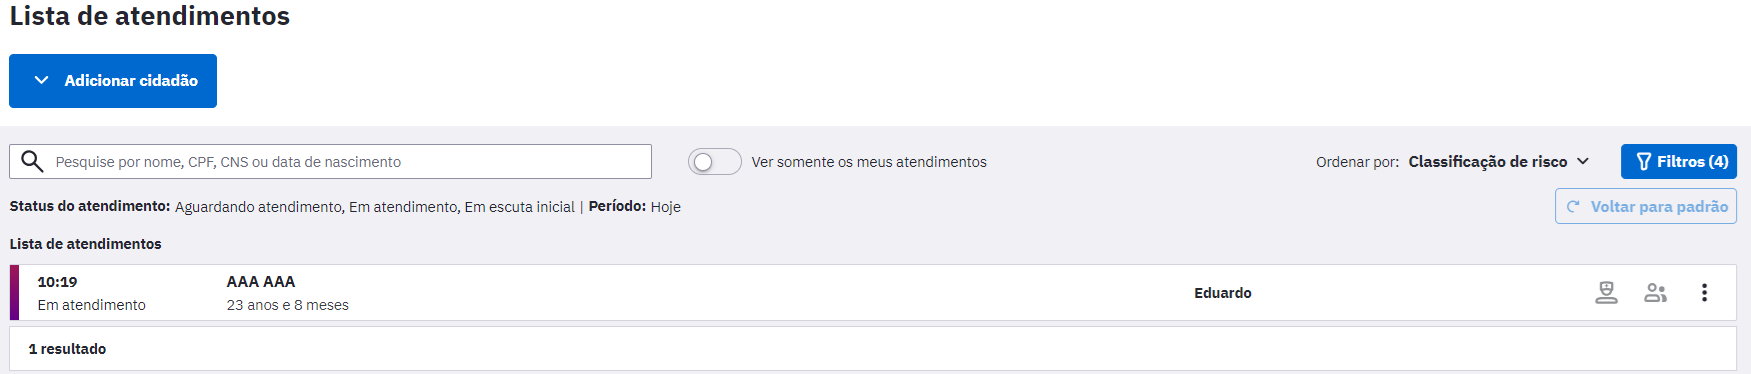 Lista de atendimentos
Adicionar cidadão
Pesquise por nome, CPF, CNS ou data de nascimento
Ver somente os meus atendimentos
Ordenar por: Classificação de risco
Filtros (4)
Status do atendimento: Aguardando atendimento, Em atendimento, Em escuta inicial | Período: Hoje
Voltar para padrão
Lista de atendimentos
10:19 AAA AAA
Em atendimento 23 anos e 8 meses
Eduardo
1 resultado